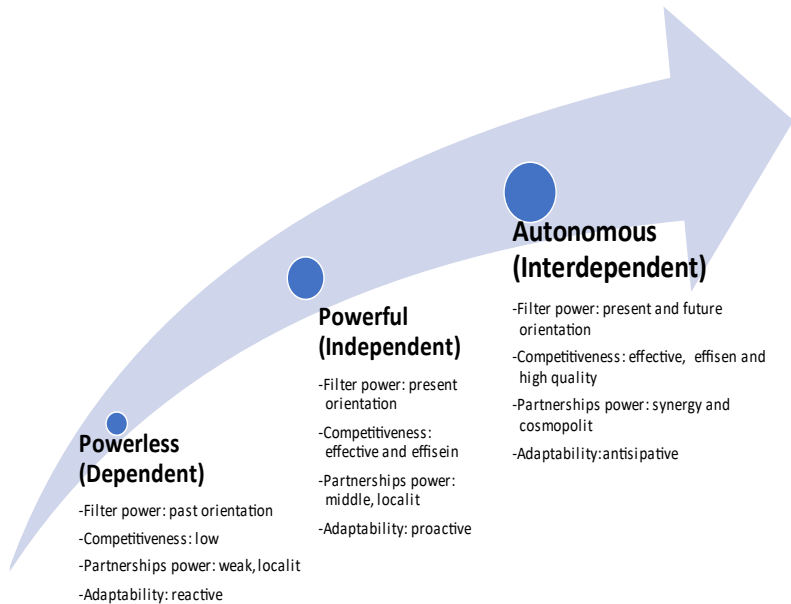 Powerless
(Dependent)
-Filter power: past orientation
-Competitiveness: low
-Partnerships power: weak, localit
-Adaptability: reactive
Powerful
(Independent)
-Filter power: present
orientation
-Competitiveness:
effective and effisein
-Partnerships power:
middle, localit
-Adaptability: proactive
Autonomous
(Interdependent)
-Filter power: present and future
orientation
-Competitiveness: effective, effisen and
high quality
-Partnerships power: synergy and
cosmopolit
-Adaptability: antisipative